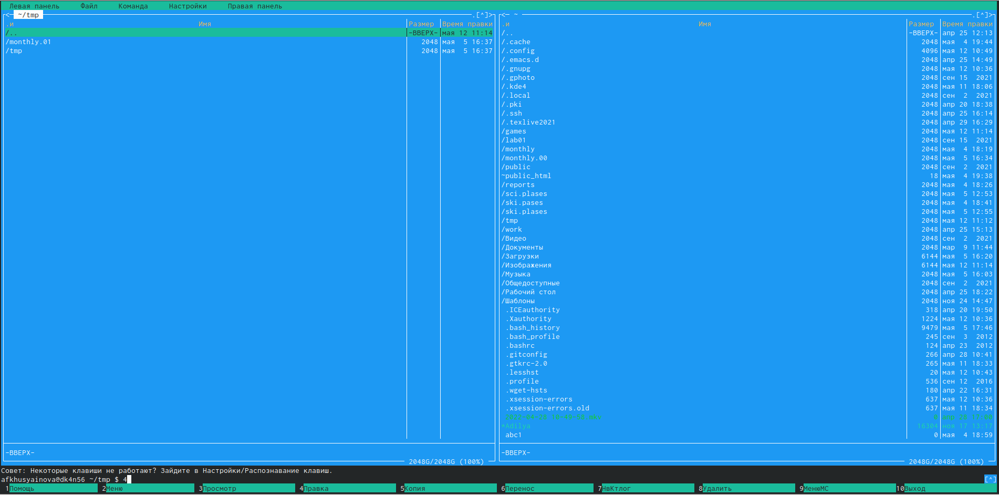 Левая панель Файл Команда Настройки Правая панель
<─ ~/tmp .[^]>
.и Имя Размер Время правки
/.. -ВВЕРХ- мая 12 11:14
/monthly.01 2048 мая 5 16:37
/tmp 2048 мая 5 16:37
-ВВЕРХ-
2048G/2048G (100%)
<─ ~ .[^]>
.и Имя Размер Время правки
/.. -ВВЕРХ- апр 25 12:13
/.cache 2048 мая 4 19:44
/.config 4096 мая 12 10:49
/.emacs.d 2048 апр 25 14:49
/.gnupg 2048 мая 12 10:36
/.gphoto 2048 сен 15 2021
/.kde4 2048 мая 11 18:06
/.local 2048 сен 2 2021
/.pki 2048 апр 20 18:38
/.ssh 2048 апр 25 16:14
/.texlive2021 2048 апр 29 16:29
/games 2048 мая 12 11:14
/lab01 2048 сен 15 2021
/monthly 2048 мая 4 18:19
/monthly.00 2048 мая 5 16:34
/public 2048 сен 2 2021
~public_html 18 мая 4 19:38
/reports 2048 мая 4 18:26
/sci.plases 2048 мая 5 12:53
/ski.pases 2048 мая 4 18:41
/ski.plases 2048 мая 5 12:55
/tmp 2048 мая 12 11:12
/work 2048 апр 25 15:13
/Видео 2048 сен 2 2021
/Документы 2048 мар 9 11:44
/Загрузки 6144 мая 5 16:20
/Изображения 6144 мая 12 11:14
/Музыка 2048 мая 5 16:03
/Общедоступные 2048 сен 2 2021
/Рабочий стол 2048 апр 25 18:22
/Шаблоны 2048 ноя 24 14:47
.ICEauthority 318 апр 20 19:50
.Xauthority 1224 мая 12 10:36
.bash_history 9479 мая 5 17:46
.bash_profile 245 сен 3 2012
.bashrc 124 апр 23 2012
.gitconfig 266 апр 28 10:41
.gtkrc-2.0 265 мая 11 18:33
.lesshst 20 мая 12 10:43
.profile 536 сен 12 2016
.wget-hsts 180 апр 22 16:31
.xsession-errors 637 мая 12 10:36
.xsession-errors.old 637 мая 11 18:34
*Adilya 16304 ноя 17 13:17
abc1 0 мая 4 18:59
-ВВЕРХ-
2048G/2048G (100%)
Совет: Некоторые клавиши не работают? Зайдите в Настройки/Распознавание клавиш.
afkhusyainova@dk4n56 ~/tmp $ 4 [^]
1Помощь 2Меню 3Просмотр 4Правка 5Копия 6Перенос 7НвКтлог 8Удалить 9МенюМС 10Выход